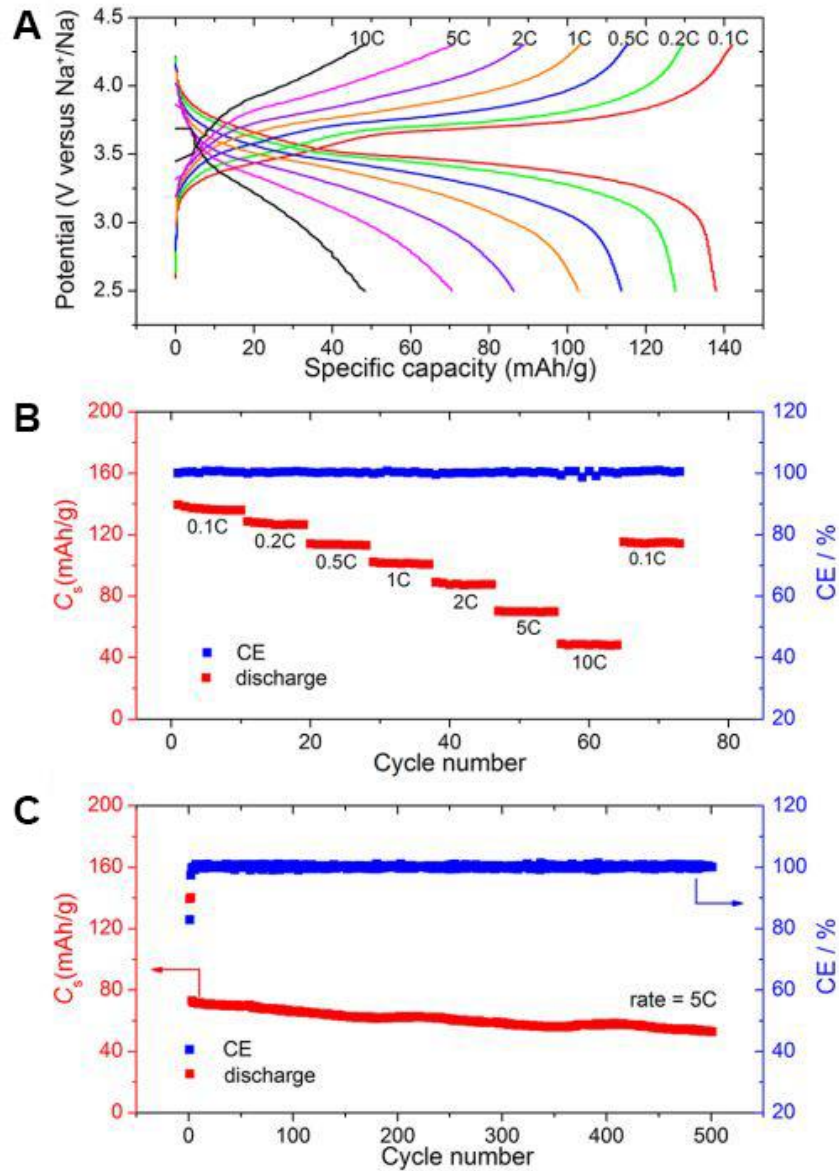 A
10C 5C 2C 1C 0.5C 0.2C 0.1C
4.5
4.0
3.5
3.0
2.5
Potential (V versus Na⁺/Na)
0 20 40 60 80 100 120 140
Specific capacity (mAh/g)
B
200
160
120
80
40
0
Cₛ(mAh/g)
120
100
80
60
40
20
CE / %
0.1C
0.2C
0.5C
1C
2C
5C
10C
0.1C
CE
discharge
0 20 40 60 80
Cycle number
C
200
160
120
80
40
0
Cₛ(mAh/g)
120
100
80
60
40
20
CE / %
rate = 5C
CE
discharge
0 100 200 300 400 500
Cycle number